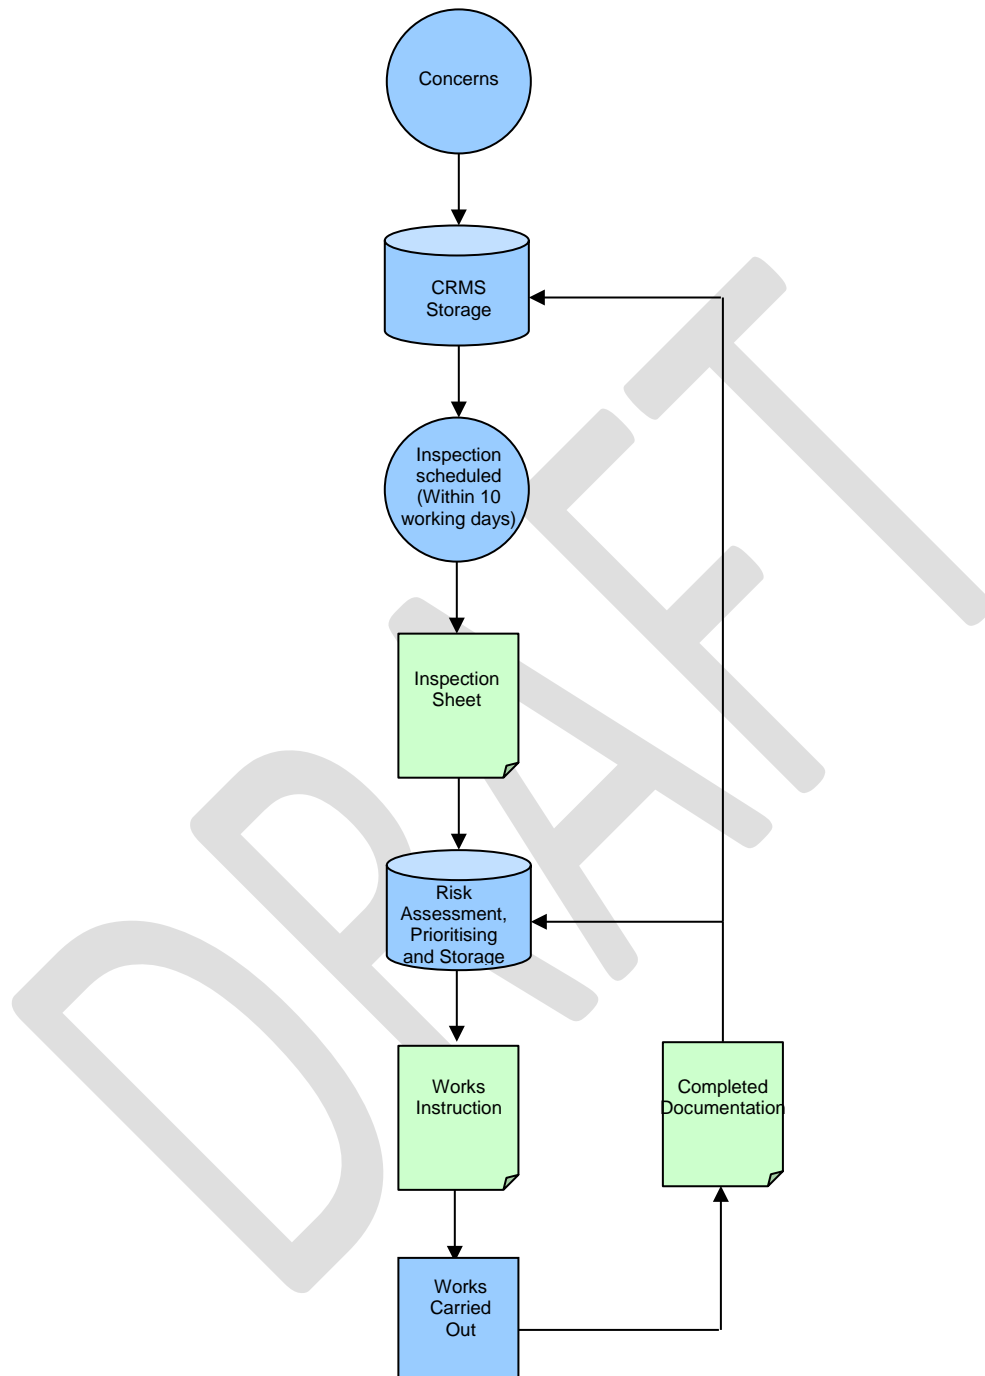 Concerns
CRMS
Storage
Inspection
scheduled
(Within 10
working days)
Inspection
Sheet
Risk
Assessment,
Prioritising
and Storage
Works
Instruction
Completed
Documentation
Works
Carried
Out
DRAFT